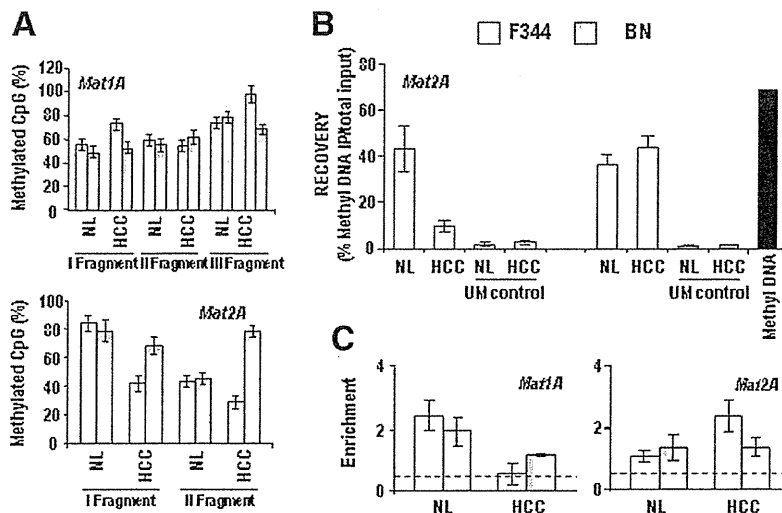 A
Mat1A
Methylated CpG (%)
120
100
80
60
40
20
0
NL
HCC
NL
HCC
NL
HCC
I Fragment
II Fragment
III Fragment
Mat2A
Methylated CpG (%)
100
80
60
40
20
0
NL
HCC
NL
HCC
I Fragment
II Fragment
B
F344
BN
Mat2A
RECOVERY
(% Methyl DNA IP/total input)
80
60
40
20
0
NL
HCC
NL
HCC
UM control
NL
HCC
NL
HCC
UM control
Methyl DNA
C
Enrichment
4
2
0
Mat1A
NL
HCC
4
2
0
Mat2A
NL
HCC